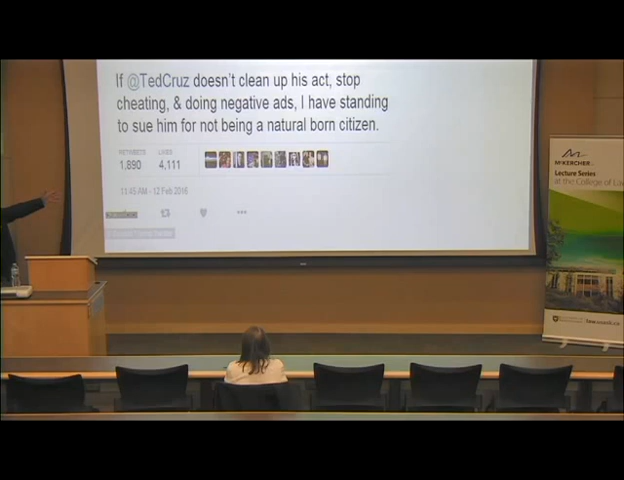 If @TedCruz doesn't clean up his act, stop
cheating, & doing negative ads, I have standing
to sue him for not being a natural born citizen.
RETWEETS LIKES
1,890 4,111
11:45 AM - 12 Feb 2016
McKERCHER
Lecture Series
at the College of Law